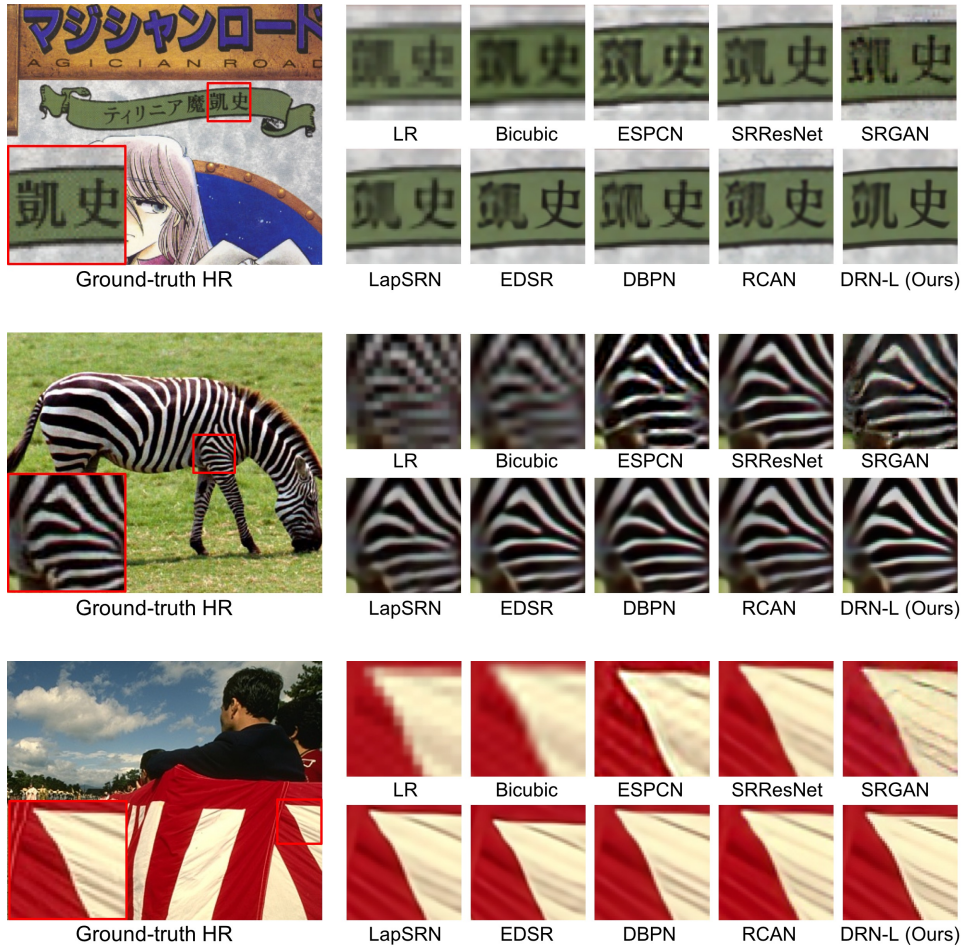 マジシャンロード
AGICIAN ROAD
ティリニア魔凱史
凱史
Ground-truth HR
凱史 凱史 凱史 凱史 凱史
LR Bicubic ESPCN SRResNet SRGAN
凱史 凱史 凱史 凱史 凱史
LapSRN EDSR DBPN RCAN DRN-L (Ours)
Ground-truth HR
LR Bicubic ESPCN SRResNet SRGAN
LapSRN EDSR DBPN RCAN DRN-L (Ours)
Ground-truth HR
LR Bicubic ESPCN SRResNet SRGAN
LapSRN EDSR DBPN RCAN DRN-L (Ours)